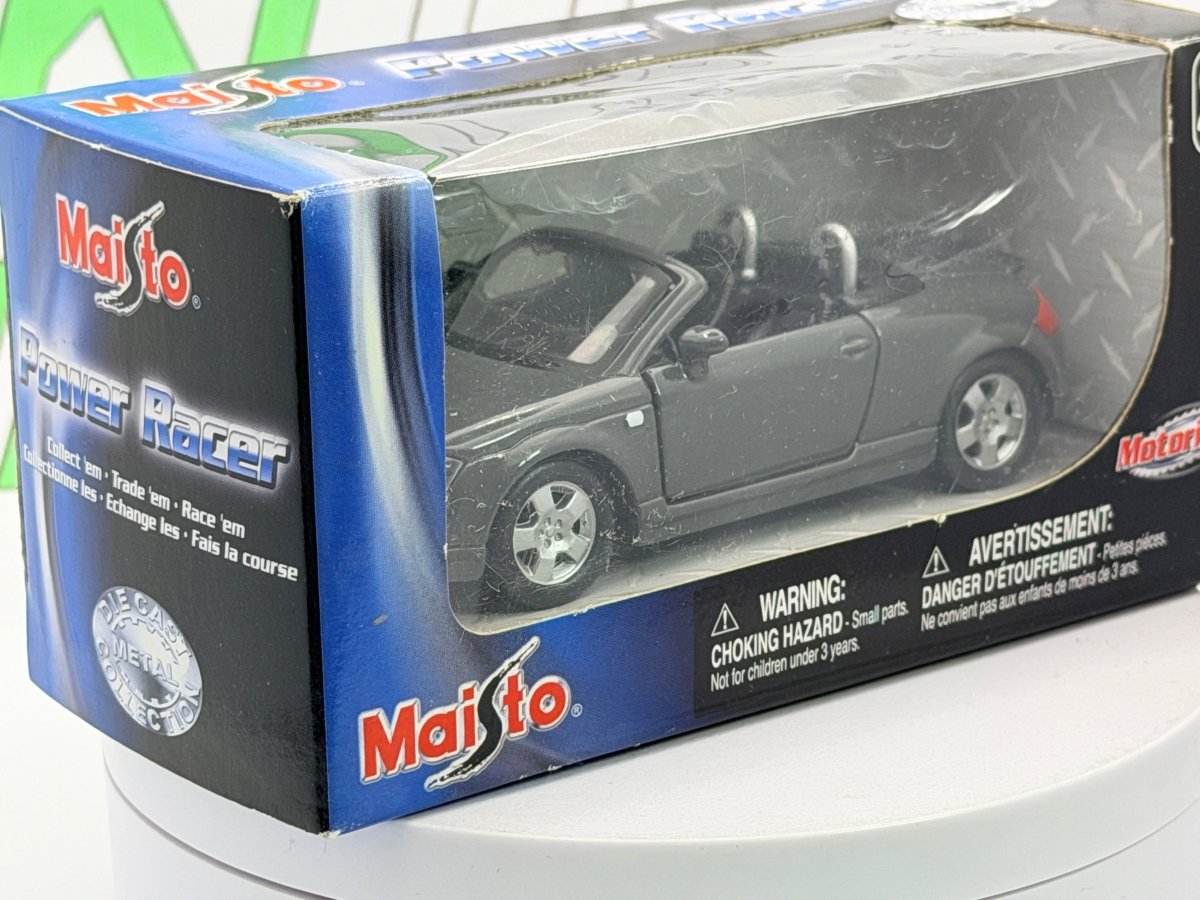 Maisto ®
Power Racer
Maisto ®
Power Racer
Collect 'em · Trade 'em · Race 'em
Collectionne les · Echange les · Fais la course
DIE CAST
METAL
COLLECTION
Maisto ®
WARNING:
CHOKING HAZARD - Small parts.
Not for children under 3 years.
AVERTISSEMENT:
DANGER D'ÉTOUFFEMENT - Petites pièces.
Ne convient pas aux enfants de moins de 3 ans.